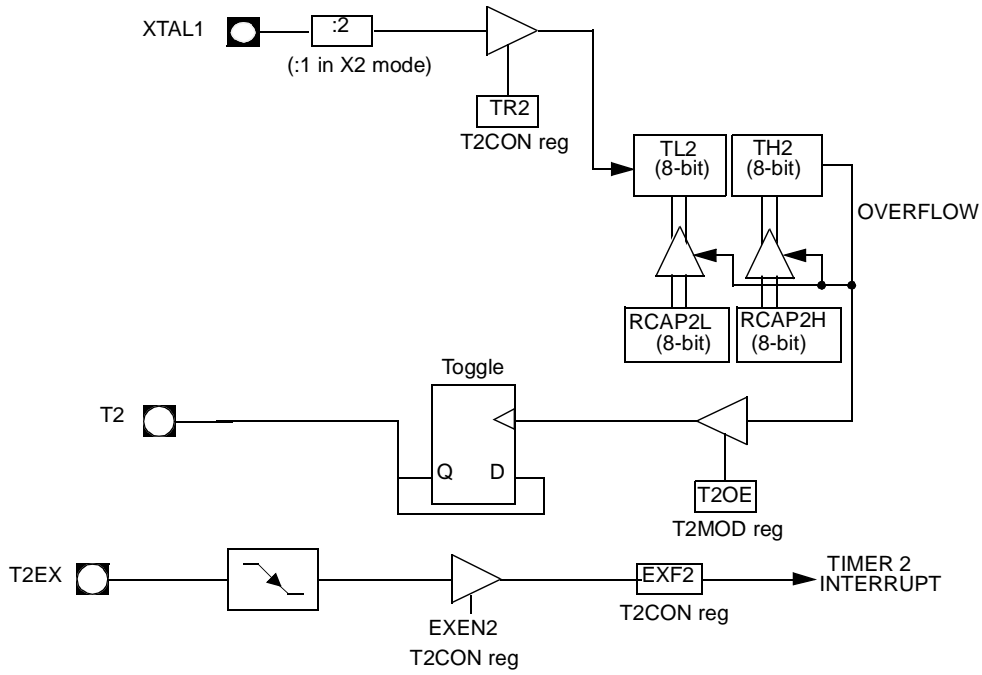 XTAL1
:2
(:1 in X2 mode)
TR2
T2CON reg
TL2
(8-bit)
TH2
(8-bit)
OVERFLOW
RCAP2L
(8-bit)
RCAP2H
(8-bit)
Toggle
T2
Q
D
T2OE
T2MOD reg
T2EX
EXEN2
T2CON reg
EXF2
T2CON reg
TIMER 2
INTERRUPT